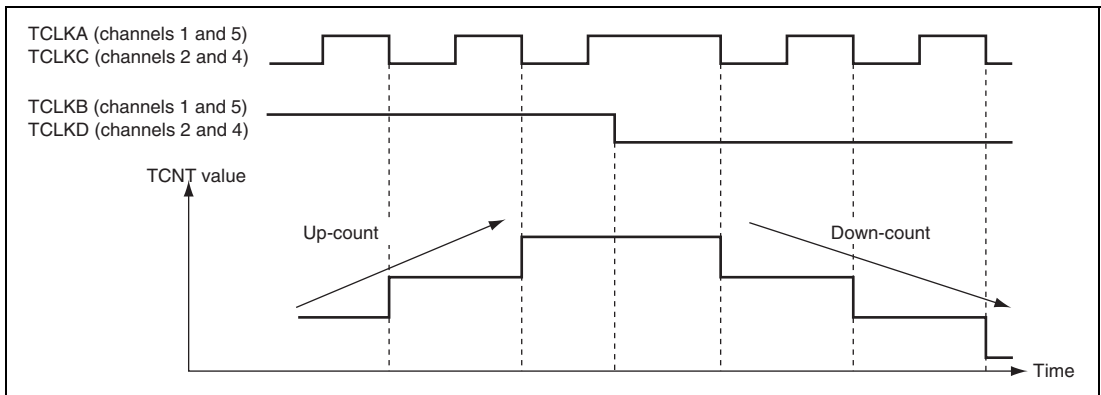 TCLKA (channels 1 and 5)
TCLKC (channels 2 and 4)
TCLKB (channels 1 and 5)
TCLKD (channels 2 and 4)
TCNT value
Up-count
Down-count
Time